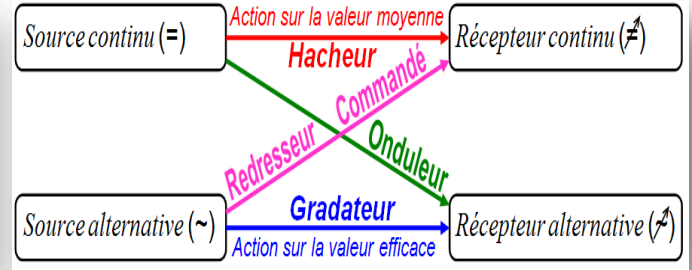 Action sur la valeur moyenne
Source continu (=)
Récepteur continu (≠)
Hacheur
Redresseur Commandé
Onduleur
Gradateur
Source alternative (~)
Récepteur alternative (≁)
Action sur la valeur efficace